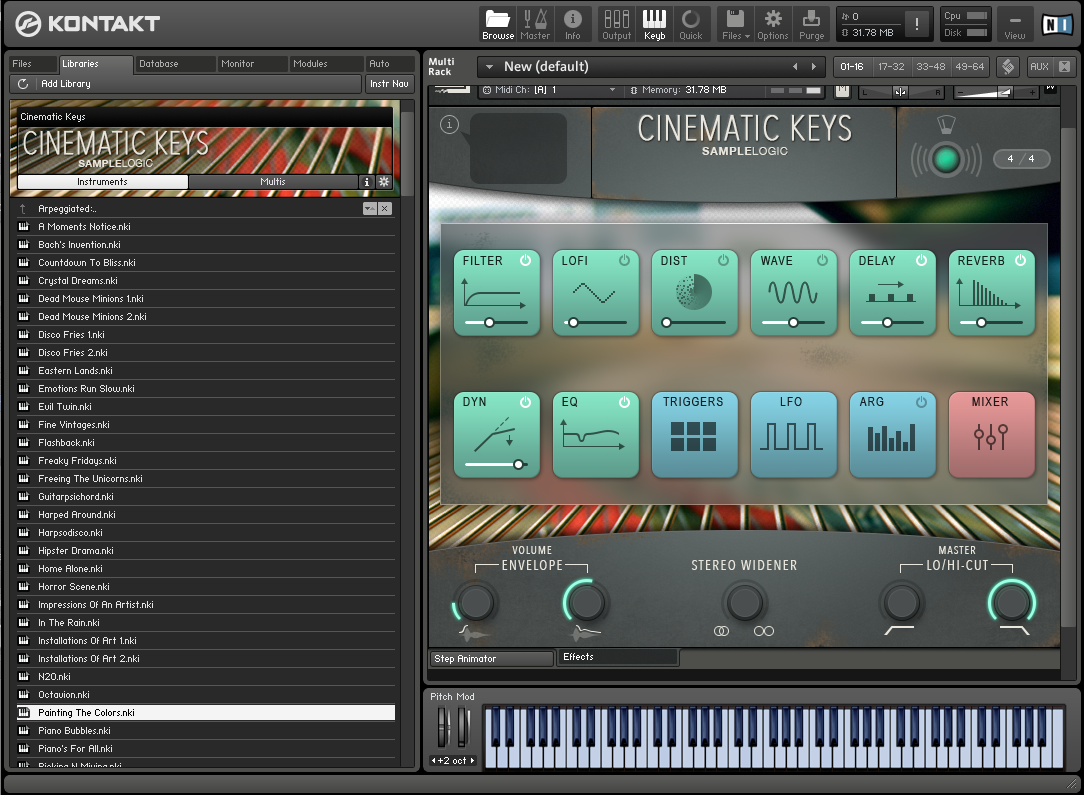 KONTAKT
Browse Master Info Output Keyb Quick Files Options Purge
0
31.78 MB
!
Cpu
Disk
View
NI
Files Libraries Database Monitor Modules Auto
Add Library Instr Nav
Cinematic Keys
CINEMATIC KEYS
SAMPLELOGIC
Instruments Multis i
Arpeggiated:..
A Moments Notice.nki
Bach's Invention.nki
Countdown To Bliss.nki
Crystal Dreams.nki
Dead Mouse Minions 1.nki
Dead Mouse Minions 2.nki
Disco Fries 1.nki
Disco Fries 2.nki
Eastern Lands.nki
Emotions Run Slow.nki
Evil Twin.nki
Fine Vintages.nki
Flashback.nki
Freaky Fridays.nki
Freeing The Unicorns.nki
Guitarpsichord.nki
Harped Around.nki
Harpsodisco.nki
Hipster Drama.nki
Home Alone.nki
Horror Scene.nki
Impressions Of An Artist.nki
In The Rain.nki
Installations Of Art 1.nki
Installations Of Art 2.nki
N2O.nki
Octavion.nki
Painting The Colors.nki
Piano Bubbles.nki
Piano's For All.nki
Picking N Mixing.nki
Multi
Rack
New (default)
01-16 17-32 33-48 49-64 AUX
Midi Ch: [A] 1 Memory: 31.78 MB M L R - +
i
CINEMATIC KEYS
SAMPLELOGIC
4 / 4
FILTER LOFI DIST WAVE DELAY REVERB
DYN EQ TRIGGERS LFO ARG MIXER
VOLUME
ENVELOPE
STEREO WIDENER
MASTER
LO/HI-CUT
Step Animator Effects
Pitch Mod
+2 oct